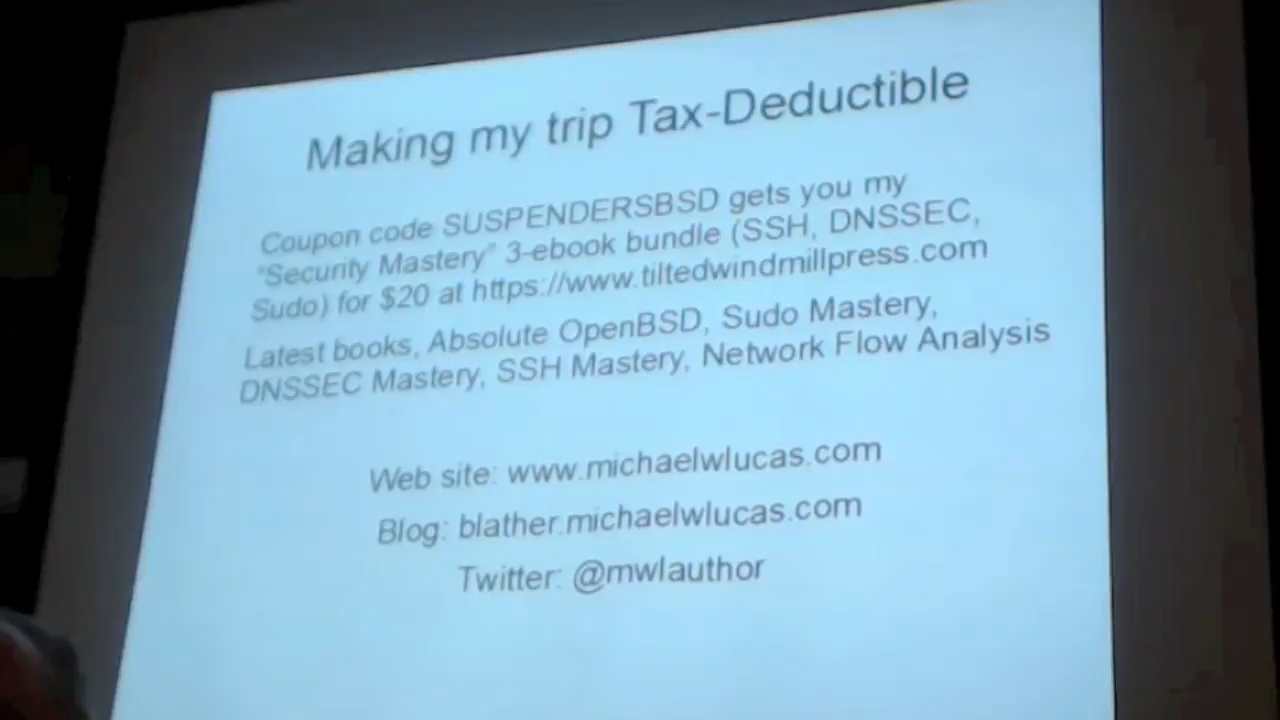 Making my trip Tax-Deductible
Coupon code SUSPENDERSBSD gets you my
"Security Mastery" 3-ebook bundle (SSH, DNSSEC,
Sudo) for $20 at https://www.tiltedwindmillpress.com
Latest books, Absolute OpenBSD, Sudo Mastery,
DNSSEC Mastery, SSH Mastery, Network Flow Analysis
Web site: www.michaelwlucas.com
Blog: blather.michaelwlucas.com
Twitter: @mwlauthor